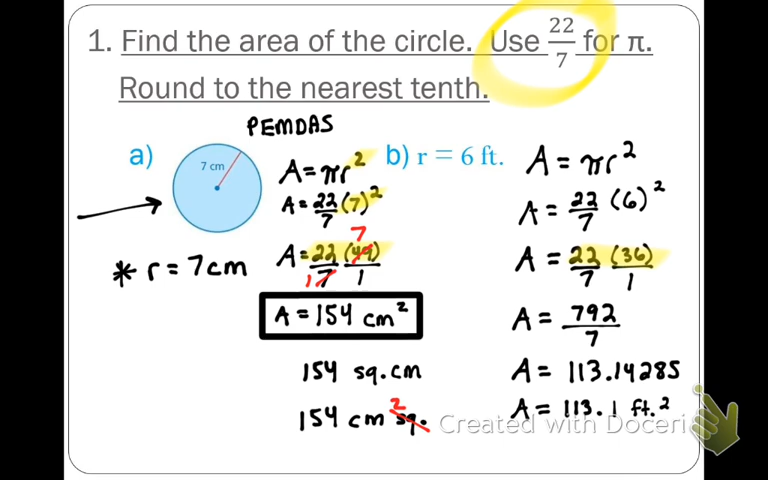 1. Find the area of the circle. Use 22/7 for π.
Round to the nearest tenth.
PEMDAS
a)
7 cm
* r = 7cm
A = πr²
A = 22/7 (7)²
A = 22/7 (49)/1
7
1
A = 154 cm²
154 sq. cm
154 cm² sq.
b) r = 6 ft.
A = πr²
A = 22/7 (6)²
A = 22/7 (36)/1
A = 792/7
A = 113.14285
A = 113.1 ft.²
Created with Doceri